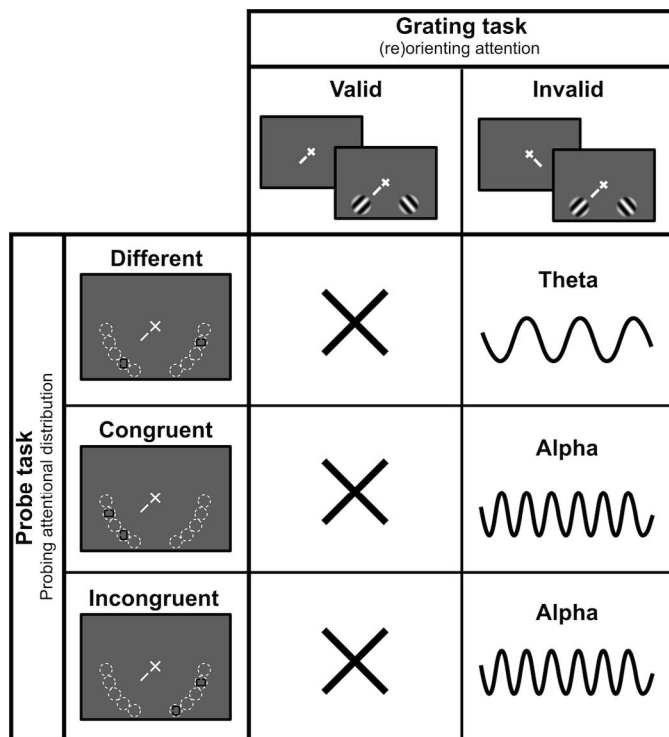 Grating task
(re)orienting attention
Valid
Invalid
Probe task
Probing attentional distribution
Different
Theta
Congruent
Alpha
Incongruent
Alpha